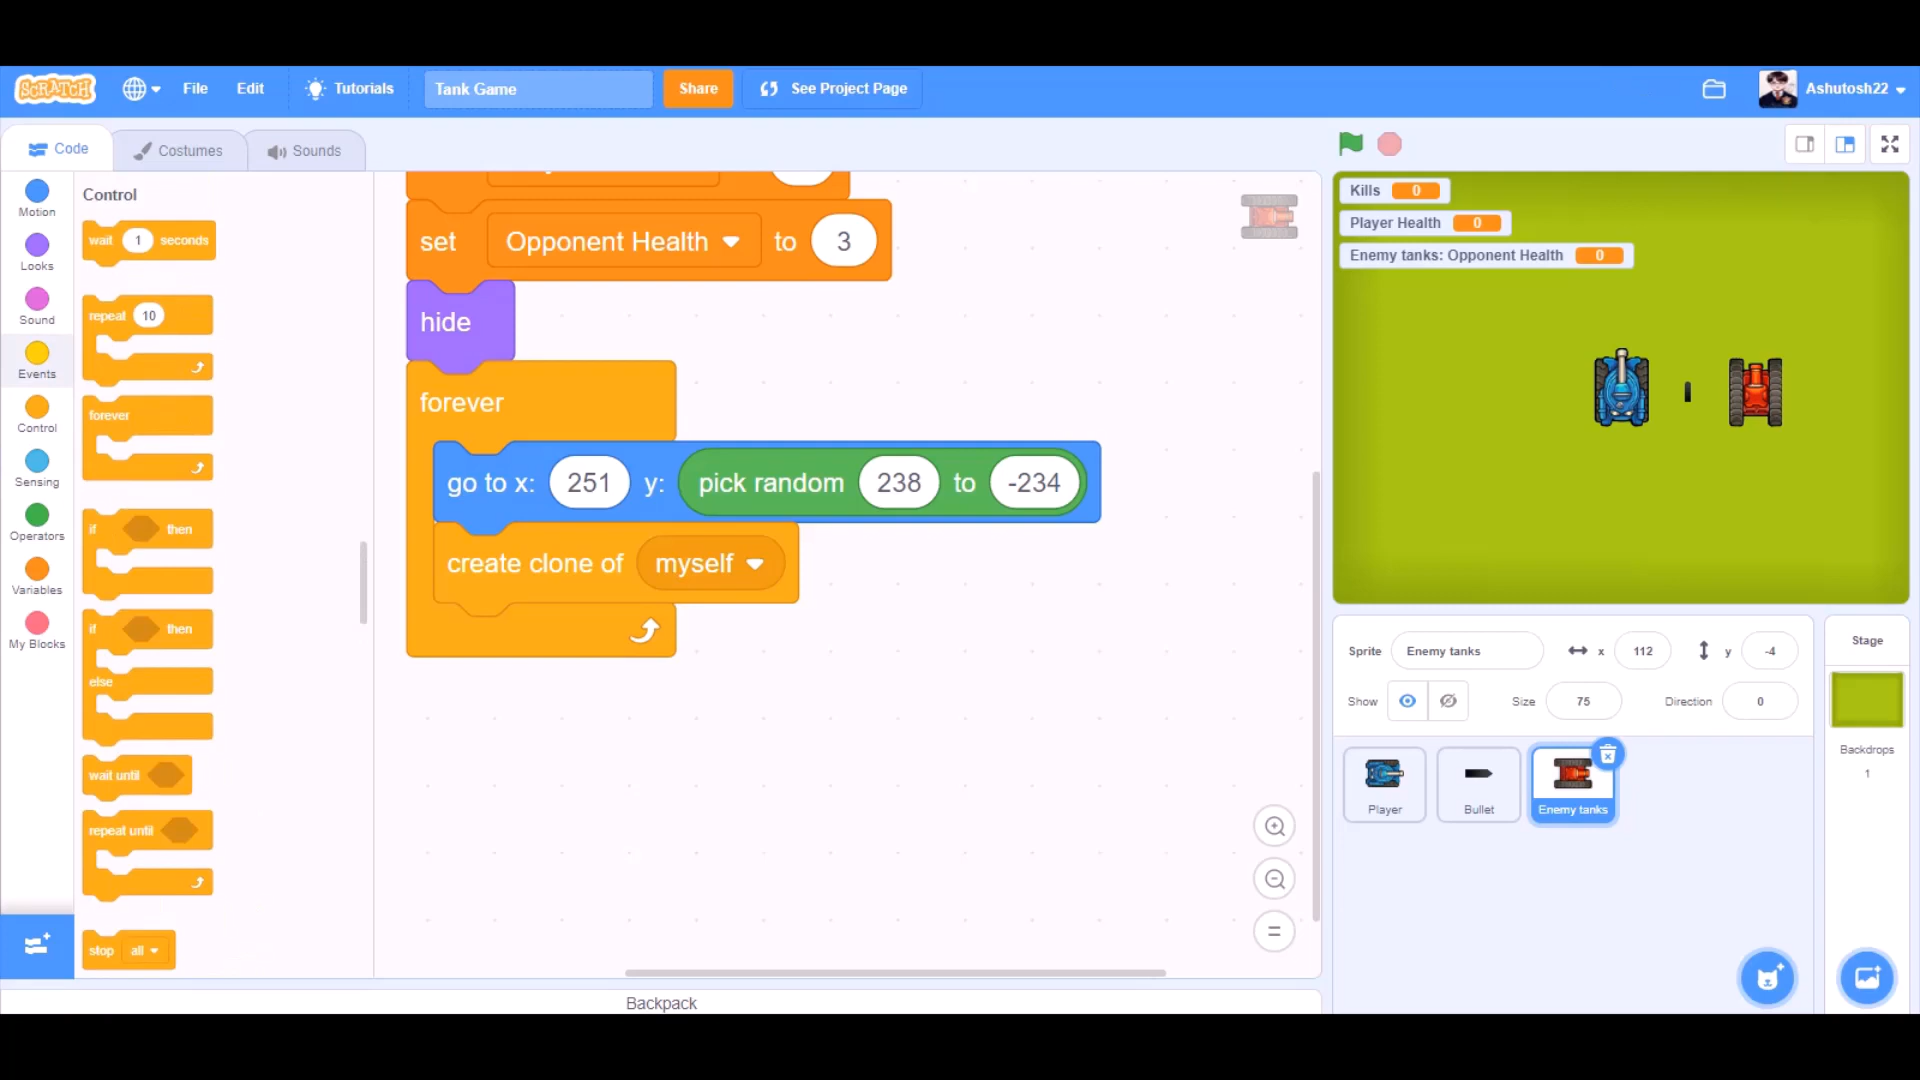 SCRATCH
File
Edit
Tutorials
Tank Game
Share
See Project Page
Ashutosh22
Code
Costumes
Sounds
Motion
Looks
Sound
Events
Control
Sensing
Operators
Variables
My Blocks
Control
wait 1 seconds
repeat 10
forever
if then
if then
else
wait until
repeat until
stop all
set Opponent Health to 3
hide
forever
go to x: 251 y: pick random 238 to -234
create clone of myself
Backpack
Kills 0
Player Health 0
Enemy tanks: Opponent Health 0
Sprite Enemy tanks x 112 y -4
Show Size 75 Direction 0
Player
Bullet
Enemy tanks
Stage
Backdrops
1